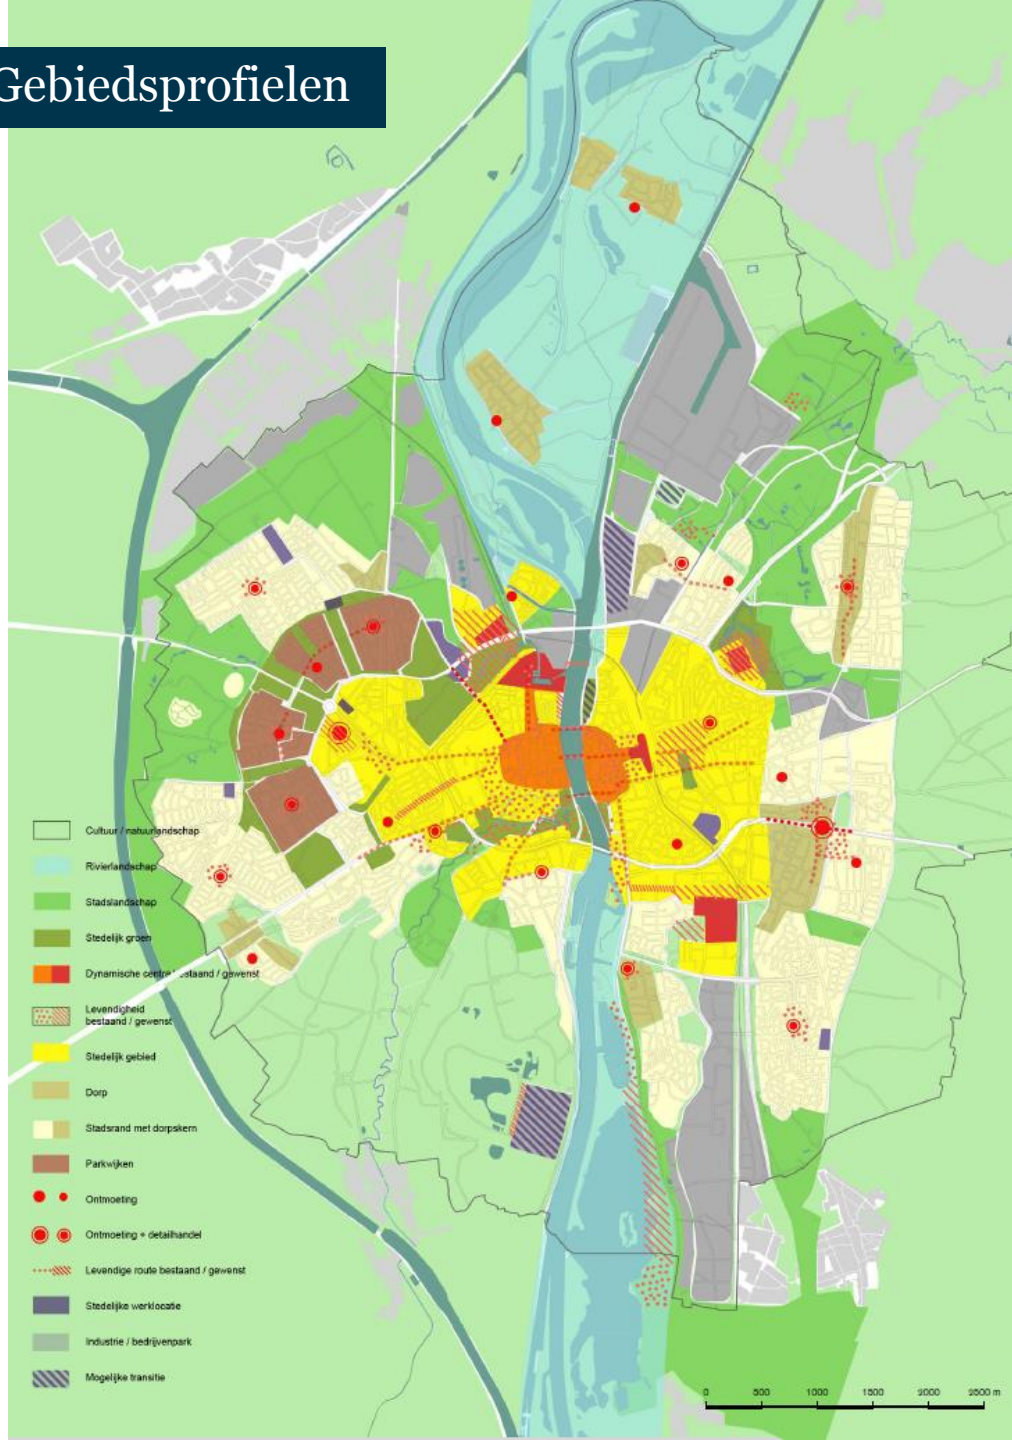 Gebiedsprofielen
Cultuur / natuurlandschap
Rivierlandschap
Stadslandschap
Stedelijk groen
Dynamische centra bestaand / gewenst
Levendigheid
bestaand / gewenst
Stedelijk gebied
Dorp
Stadsrand met dorpskern
Parkwijken
Ontmoeting
Ontmoeting + detailhandel
Levendige route bestaand / gewenst
Stedelijke werklocatie
Industrie / bedrijvenpark
Mogelijke transitie
0 500 1000 1500 2000 2500 m